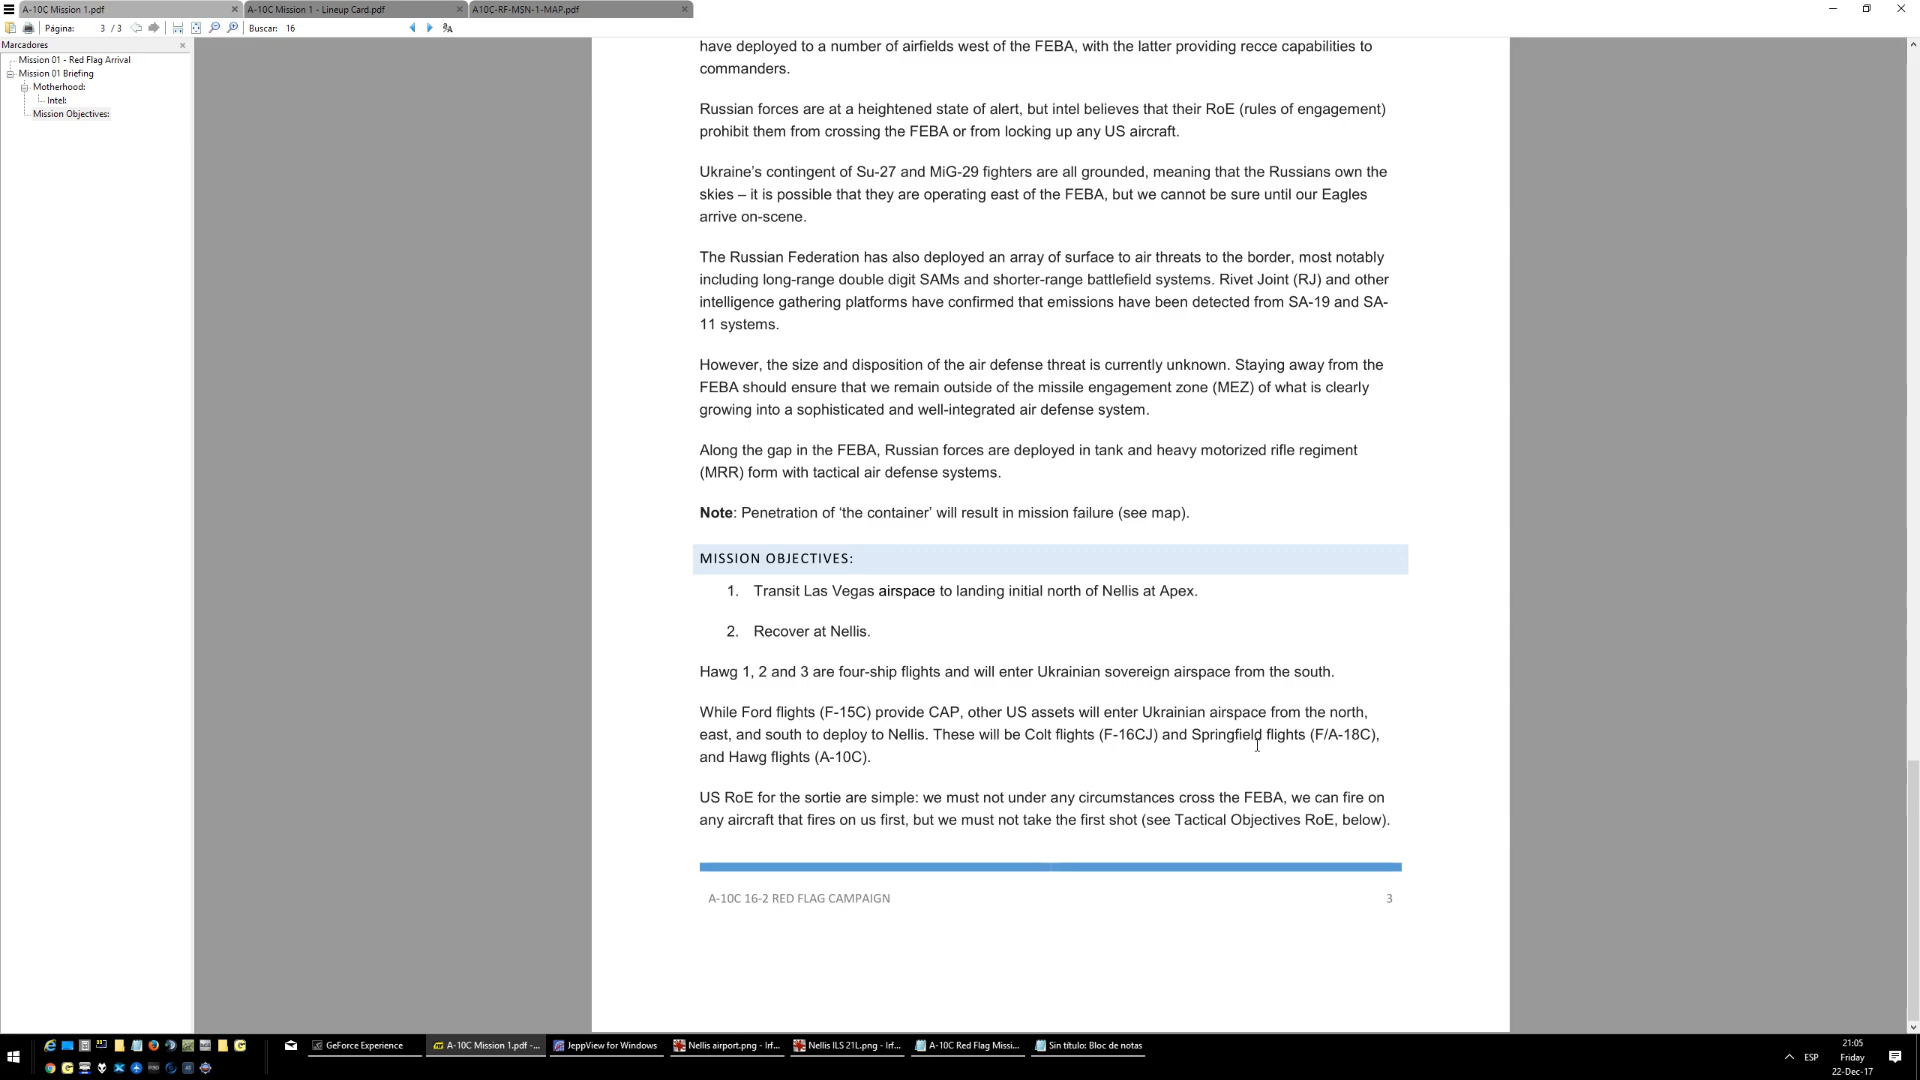 A-10C Mission 1.pdf
A-10C Mission 1 - Lineup Card.pdf
A10C-RF-MSN-1-MAP.pdf
Página:
3 / 3
Buscar: 16
Marcadores
Mission 01 - Red Flag Arrival
Mission 01 Briefing
Motherhood:
Intel:
Mission Objectives:
have deployed to a number of airfields west of the FEBA, with the latter providing recce capabilities to
commanders.
Russian forces are at a heightened state of alert, but intel believes that their RoE (rules of engagement)
prohibit them from crossing the FEBA or from locking up any US aircraft.
Ukraine’s contingent of Su-27 and MiG-29 fighters are all grounded, meaning that the Russians own the
skies – it is possible that they are operating east of the FEBA, but we cannot be sure until our Eagles
arrive on-scene.
The Russian Federation has also deployed an array of surface to air threats to the border, most notably
including long-range double digit SAMs and shorter-range battlefield systems. Rivet Joint (RJ) and other
intelligence gathering platforms have confirmed that emissions have been detected from SA-19 and SA-
11 systems.
However, the size and disposition of the air defense threat is currently unknown. Staying away from the
FEBA should ensure that we remain outside of the missile engagement zone (MEZ) of what is clearly
growing into a sophisticated and well-integrated air defense system.
Along the gap in the FEBA, Russian forces are deployed in tank and heavy motorized rifle regiment
(MRR) form with tactical air defense systems.
Note: Penetration of ‘the container’ will result in mission failure (see map).
MISSION OBJECTIVES:
1. Transit Las Vegas airspace to landing initial north of Nellis at Apex.
2. Recover at Nellis.
Hawg 1, 2 and 3 are four-ship flights and will enter Ukrainian sovereign airspace from the south.
While Ford flights (F-15C) provide CAP, other US assets will enter Ukrainian airspace from the north,
east, and south to deploy to Nellis. These will be Colt flights (F-16CJ) and Springfield flights (F/A-18C),
and Hawg flights (A-10C).
US RoE for the sortie are simple: we must not under any circumstances cross the FEBA, we can fire on
any aircraft that fires on us first, but we must not take the first shot (see Tactical Objectives RoE, below).
A-10C 16-2 RED FLAG CAMPAIGN
3
GeForce Experience
A-10C Mission 1.pdf -...
JeppView for Windows
Nellis airport.png - Irf...
Nellis ILS 21L.png - Irf...
A-10C Red Flag Missi...
Sin título: Bloc de notas
ESP
21:05
Friday
22-Dec-17